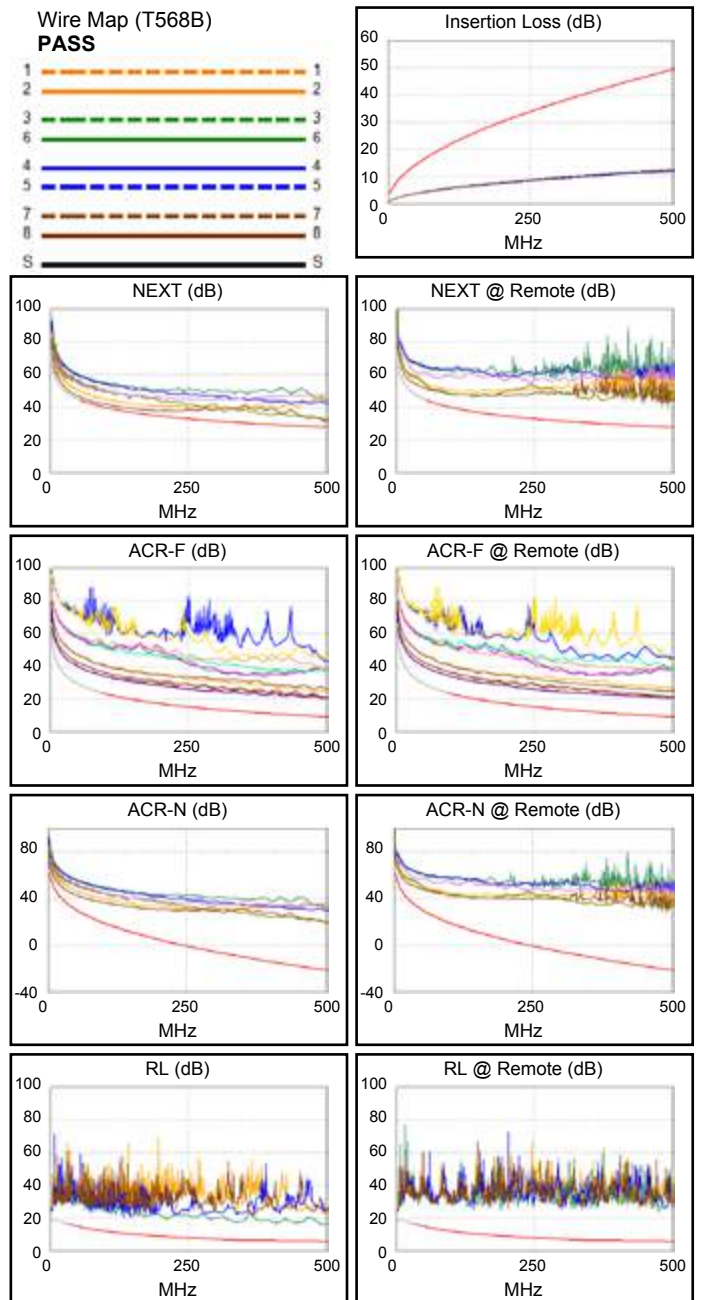 Wire Map (T568B)
PASS
1 1
2 2
3 3
6 6
4 4
5 5
7 7
8 8
S S
Insertion Loss (dB)
60
50
40
30
20
10
0
0 250 500
MHz
NEXT (dB)
100
80
60
40
20
0
0 250 500
MHz
NEXT @ Remote (dB)
100
80
60
40
20
0
0 250 500
MHz
ACR-F (dB)
100
80
60
40
20
0
0 250 500
MHz
ACR-F @ Remote (dB)
100
80
60
40
20
0
0 250 500
MHz
ACR-N (dB)
80
40
0
-40
0 250 500
MHz
ACR-N @ Remote (dB)
80
40
0
-40
0 250 500
MHz
RL (dB)
100
80
60
40
20
0
0 250 500
MHz
RL @ Remote (dB)
100
80
60
40
20
0
0 250 500
MHz